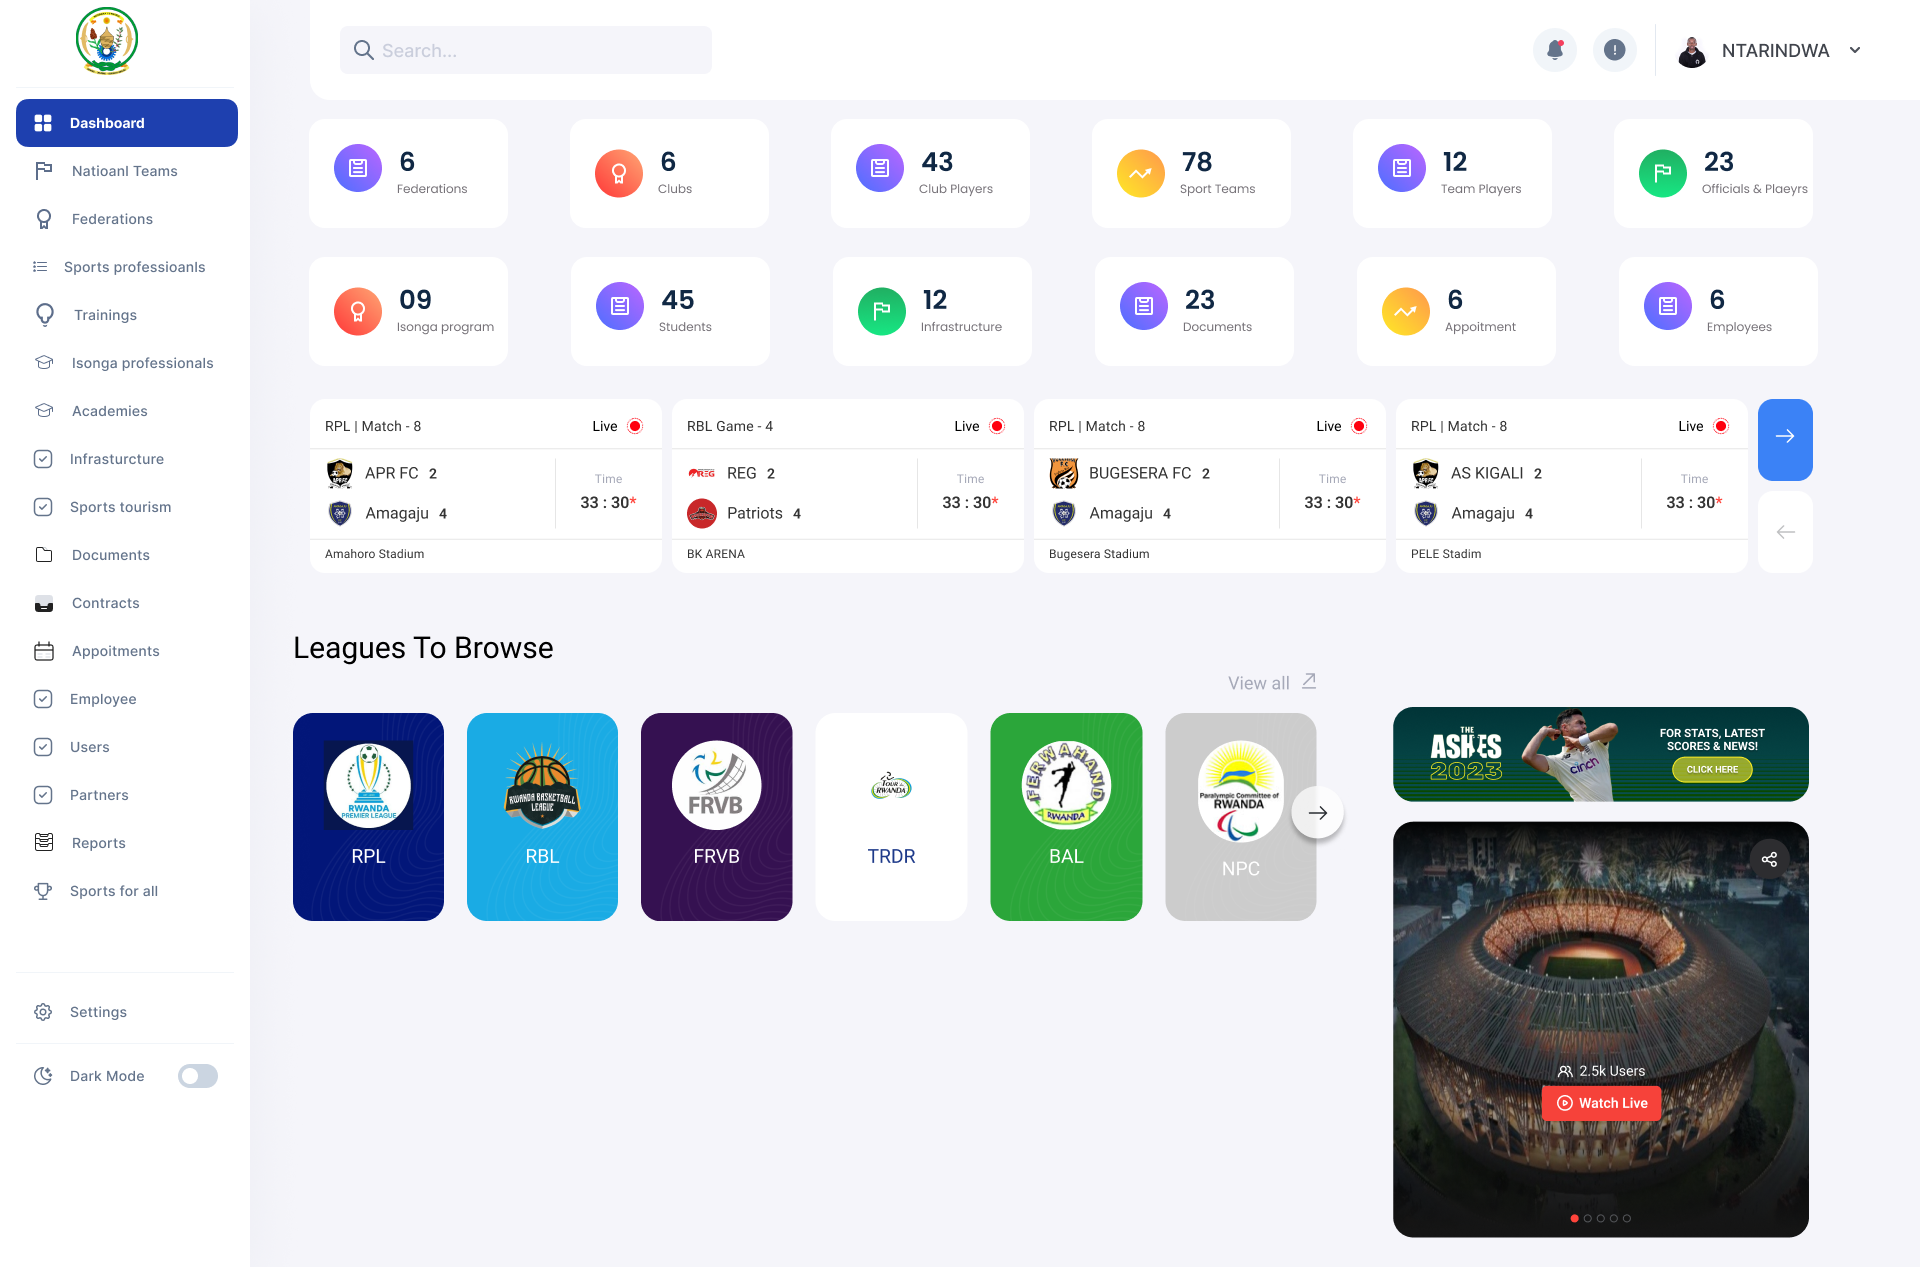 Search...
NTARINDWA
Dashboard
Natioanl Teams
Federations
Sports professioanls
Trainings
Isonga professionals
Academies
Infrasturcture
Sports tourism
Documents
Contracts
Appoitments
Employee
Users
Partners
Reports
Sports for all
Settings
Dark Mode
6
Federations
6
Clubs
43
Club Players
78
Sport Teams
12
Team Players
23
Officials & Plaeyrs
09
Isonga program
45
Students
12
Infrastructure
23
Documents
6
Appoitment
6
Employees
RPL | Match - 8
Live
APR FC 2
Amagaju 4
Time
33 : 30*
Amahoro Stadium
RBL Game - 4
Live
REG
REG 2
Patriots 4
Time
33 : 30*
BK ARENA
RPL | Match - 8
Live
BUGESERA FC 2
Amagaju 4
Time
33 : 30*
Bugesera Stadium
RPL | Match - 8
Live
AS KIGALI 2
Amagaju 4
Time
33 : 30*
PELE Stadim
Leagues To Browse
View all
RWANDA
PREMIER LEAGUE
RPL
RWANDA BASKETBALL
LEAGUE
RBL
FRVB
FRVB
TOUR du
RWANDA
TRDR
FERWAHAND
RWANDA
BAL
Paralympic Committee of
RWANDA
NPC
THE
ASHES
2023
cinch
FOR STATS, LATEST
SCORES & NEWS!
CLICK HERE
2.5k Users
Watch Live